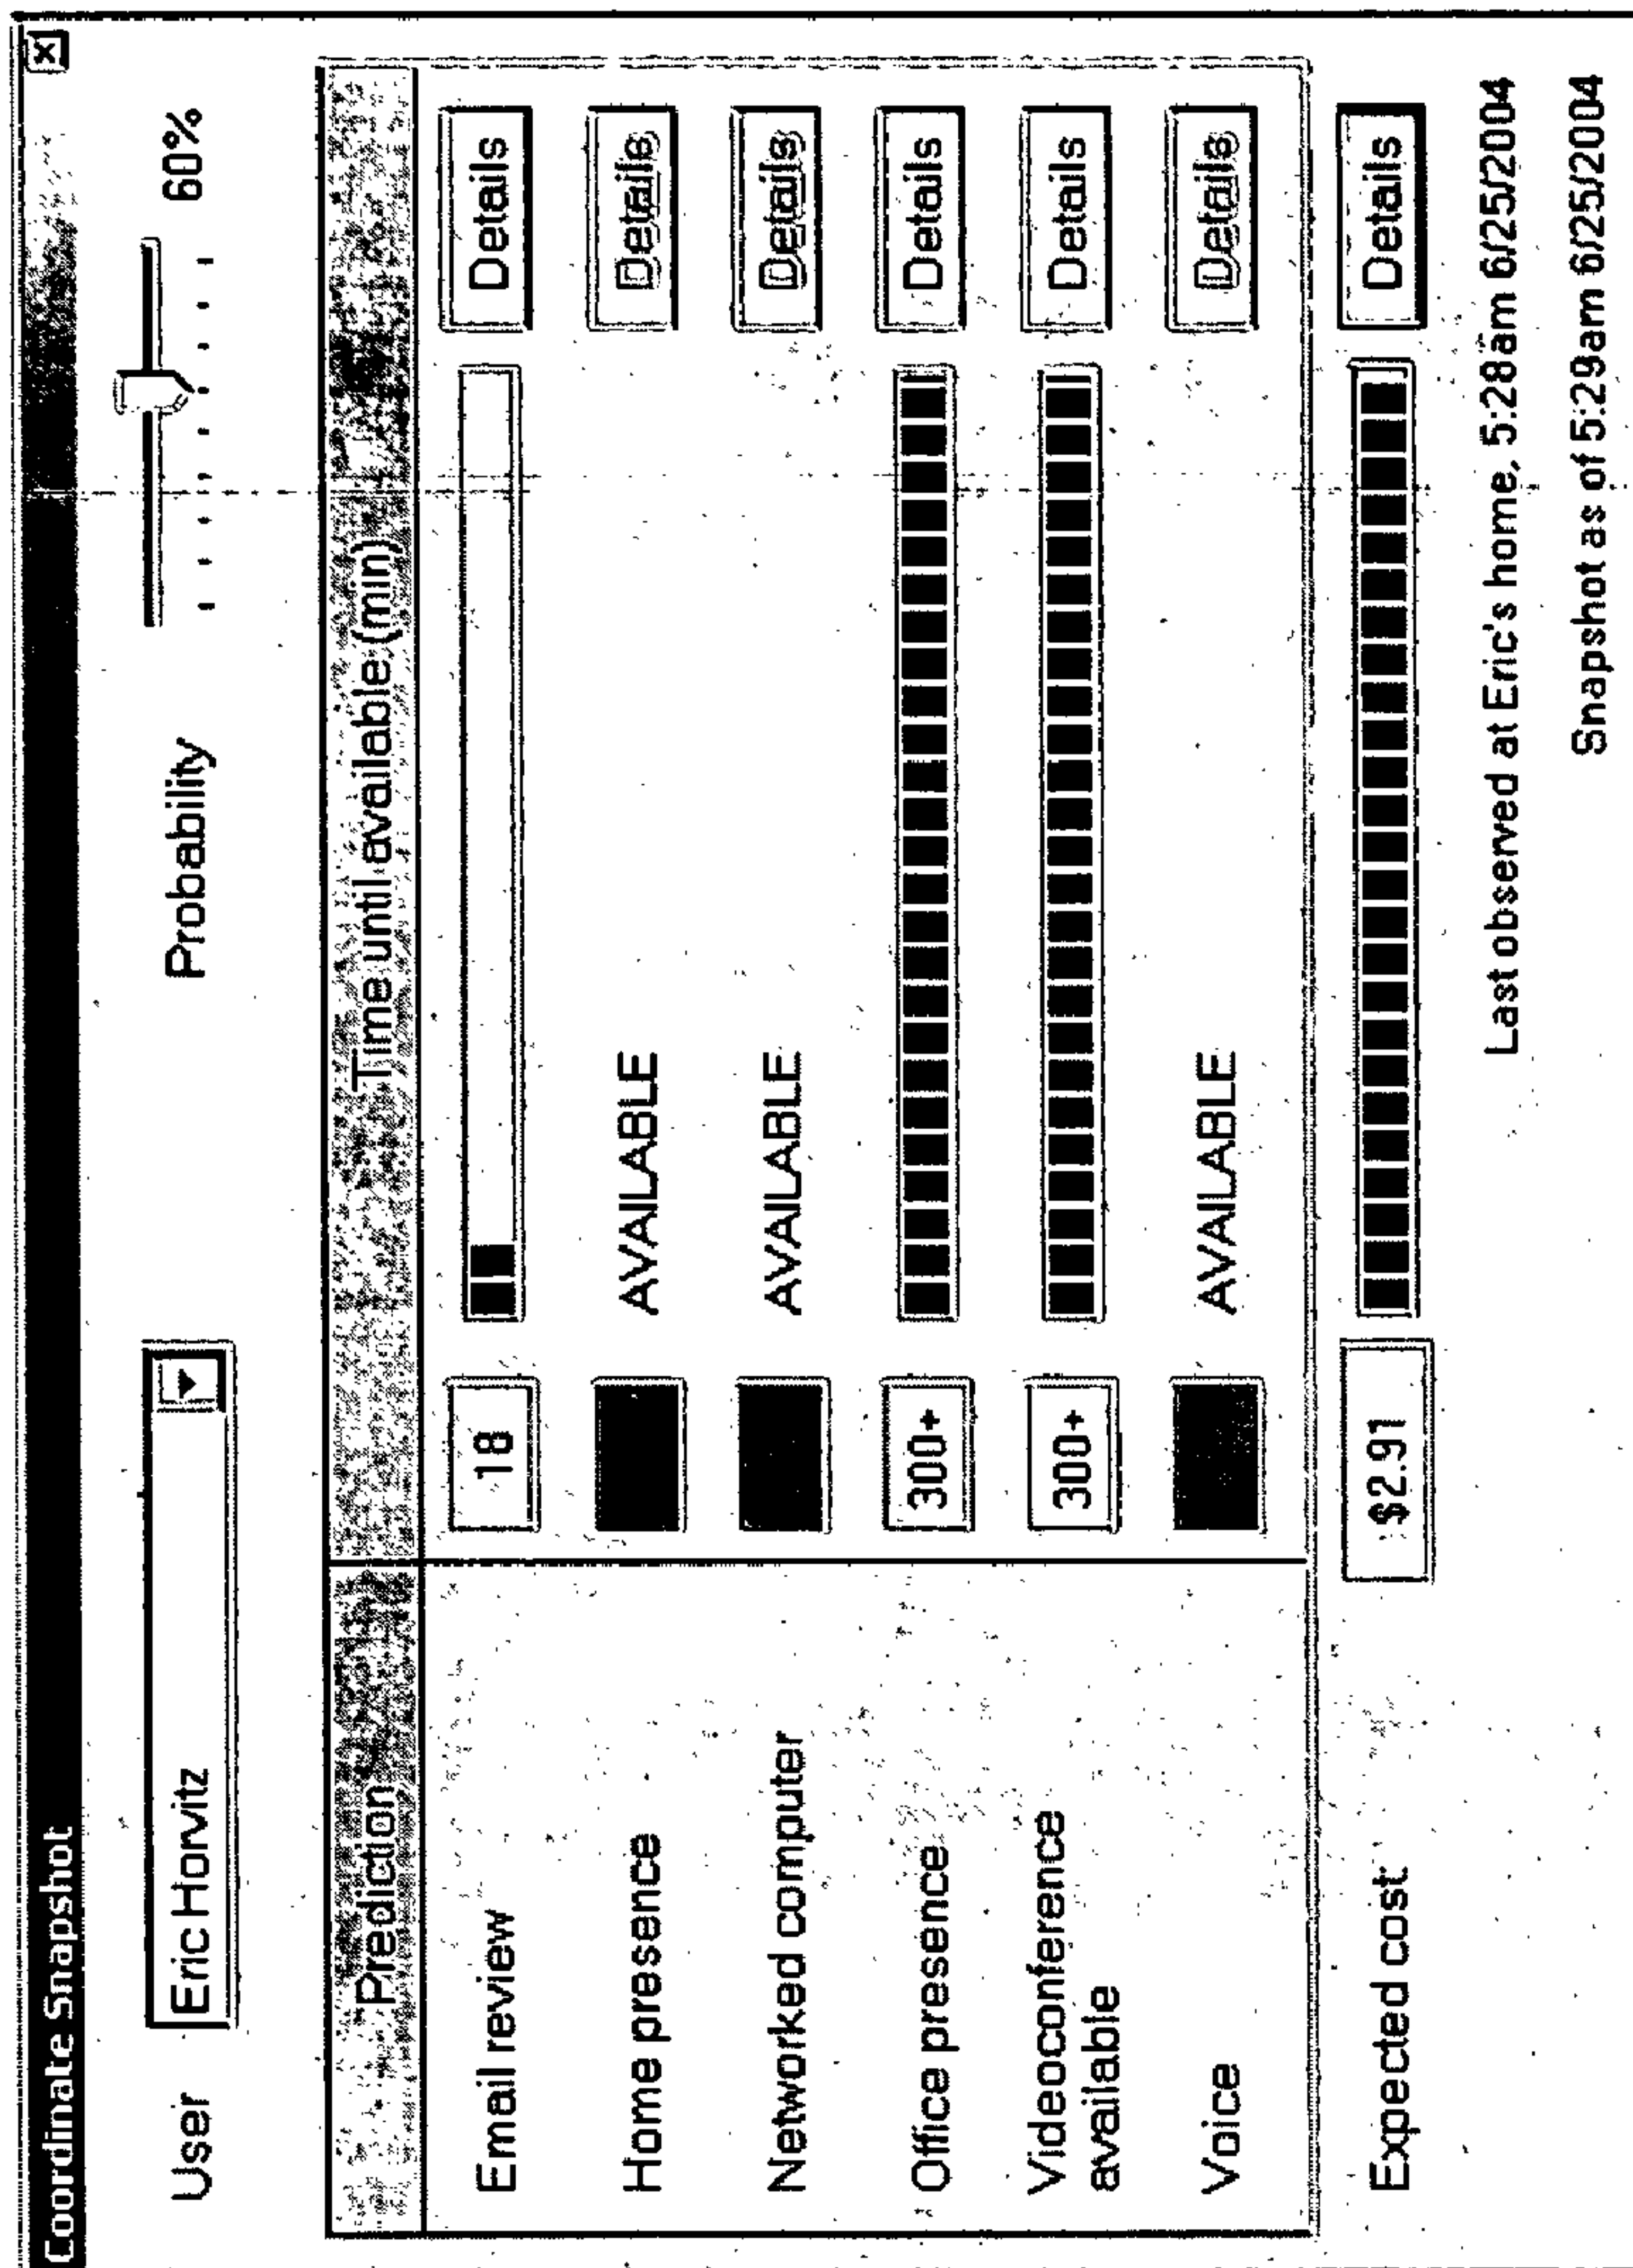 Coordinate Snapshot
User Eric Horvitz Probability 60%
Prediction Time until available (min)
Email review 18 Details
Home presence AVAILABLE Details
Networked computer AVAILABLE Details
Office presence 300+ Details
Videoconference
available 300+ Details
Voice AVAILABLE Details
Expected cost: $2.91 Details
Last observed at Eric's home, 5:28am 6/25/2004
Snapshot as of 5:29am 6/25/2004